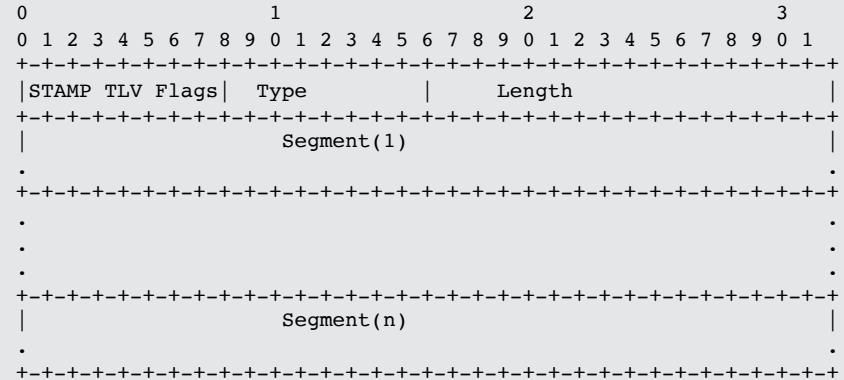 0                   1                   2                   3
0 1 2 3 4 5 6 7 8 9 0 1 2 3 4 5 6 7 8 9 0 1 2 3 4 5 6 7 8 9 0 1
+-+-+-+-+-+-+-+-+-+-+-+-+-+-+-+-+-+-+-+-+-+-+-+-+-+-+-+-+-+-+-+-+
|STAMP TLV Flags|  Type         |     Length                    |
+-+-+-+-+-+-+-+-+-+-+-+-+-+-+-+-+-+-+-+-+-+-+-+-+-+-+-+-+-+-+-+-+
|                    Segment(1)                                 |
.                                                               .
+-+-+-+-+-+-+-+-+-+-+-+-+-+-+-+-+-+-+-+-+-+-+-+-+-+-+-+-+-+-+-+-+
.                                                               .
.                                                               .
.                                                               .
+-+-+-+-+-+-+-+-+-+-+-+-+-+-+-+-+-+-+-+-+-+-+-+-+-+-+-+-+-+-+-+-+
|                    Segment(n)                                 |
.                                                               .
+-+-+-+-+-+-+-+-+-+-+-+-+-+-+-+-+-+-+-+-+-+-+-+-+-+-+-+-+-+-+-+-+